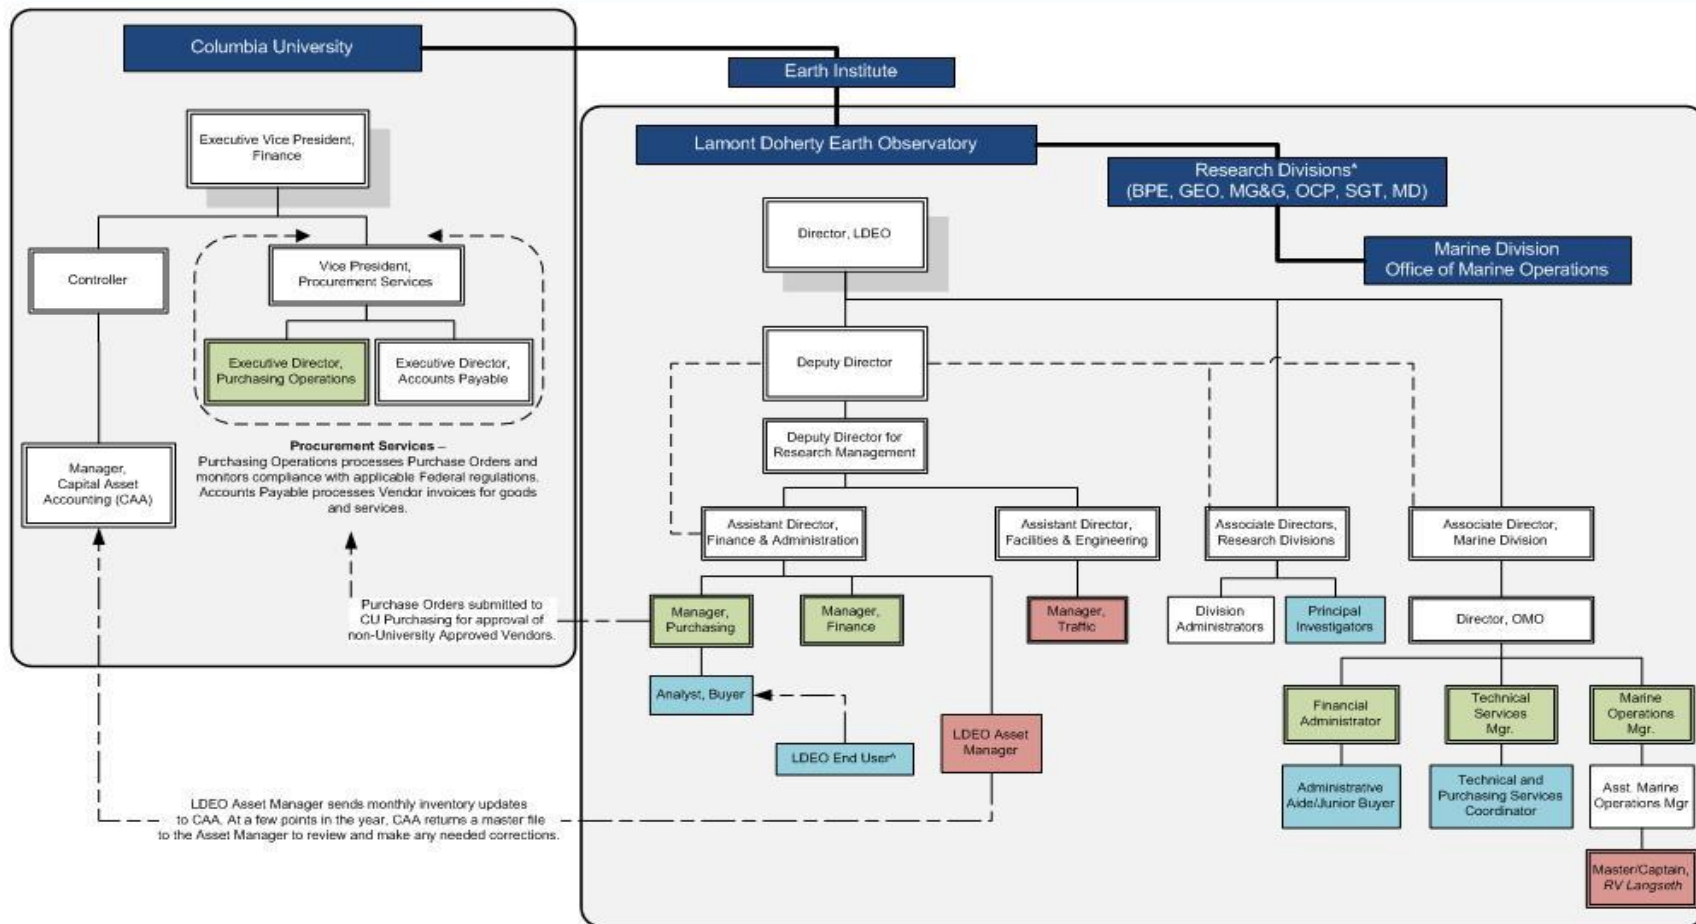 Columbia University
Earth Institute
Lamont Doherty Earth Observatory
Research Divisions*
(BPE, GEO, MG&G, OCP, SGT, MD)
Marine Division
Office of Marine Operations
Executive Vice President,
Finance
Controller
Vice President,
Procurement Services
Executive Director,
Purchasing Operations
Executive Director,
Accounts Payable
Procurement Services –
Purchasing Operations processes Purchase Orders and
monitors compliance with applicable Federal regulations.
Accounts Payable processes Vendor invoices for goods
and services.
Manager,
Capital Asset
Accounting (CAA)
Purchase Orders submitted to
CU Purchasing for approval of
non-University Approved Vendors.
LDEO Asset Manager sends monthly inventory updates
to CAA. At a few points in the year, CAA returns a master file
to the Asset Manager to review and make any needed corrections.
Director, LDEO
Deputy Director
Deputy Director for
Research Management
Assistant Director,
Finance & Administration
Assistant Director,
Facilities & Engineering
Associate Directors,
Research Divisions
Associate Director,
Marine Division
Manager,
Purchasing
Manager,
Finance
Manager,
Traffic
Division
Administrators
Principal
Investigators
Director, OMO
Analyst, Buyer
LDEO End User^
LDEO Asset
Manager
Financial
Administrator
Technical
Services
Mgr.
Marine
Operations
Mgr.
Administrative
Aide/Junior Buyer
Technical and
Purchasing Services
Coordinator
Asst. Marine
Operations Mgr
Master/Captain,
RV Langseth